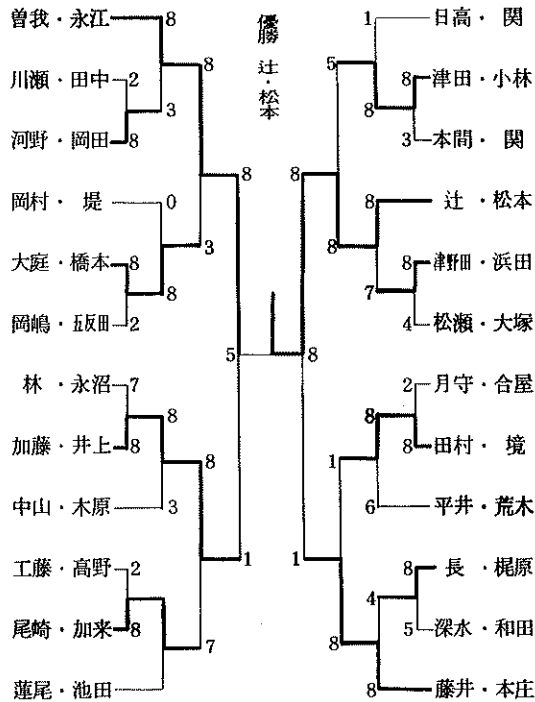 優勝 辻・松本
曽我・永江 8
川瀬・田中 2
8
3
河野・岡田 8
岡村・堤 0
8
3
大庭・橋本 8
8
岡嶋・五反田 2
林・永沼 7
8
8
加藤・井上 8
中山・木原 3
1
工藤・高野 2
尾崎・加来 8
7
蓮尾・池田
5
8
1 日高・関
5
8 津田・小林
8
3 本間・関
8
8 辻・松本
8
8 津野田・浜田
7
4 松瀬・大塚
2 月守・合屋
8
8 田村・境
1
6 平井・荒木
1
8 長・梶原
4
5 深水・和田
8
8 藤井・本庄